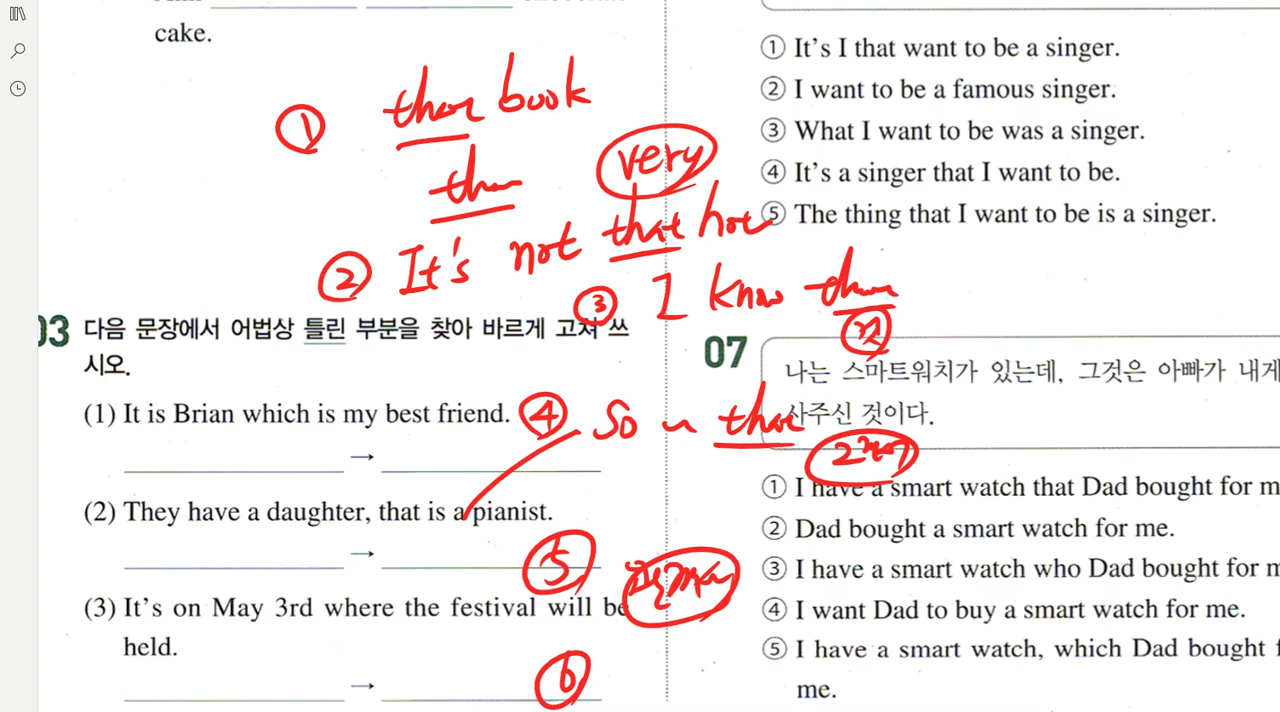 cake.
① that book
that
very
② It's not that hot
③ I know that
것
④ so ~ that
⑤
⑥
03 다음 문장에서 어법상 틀린 부분을 찾아 바르게 고쳐 쓰
시오.
(1) It is Brian which is my best friend.
→
(2) They have a daughter, that is a pianist.
→
(3) It's on May 3rd where the festival will be
held.
→
① It's I that want to be a singer.
② I want to be a famous singer.
③ What I want to be was a singer.
④ It's a singer that I want to be.
⑤ The thing that I want to be is a singer.
07
나는 스마트워치가 있는데, 그것은 아빠가 내게
사주신 것이다.
① I have a smart watch that Dad bought for m
② Dad bought a smart watch for me.
③ I have a smart watch who Dad bought for m
④ I want Dad to buy a smart watch for me.
⑤ I have a smart watch, which Dad bought f
me.